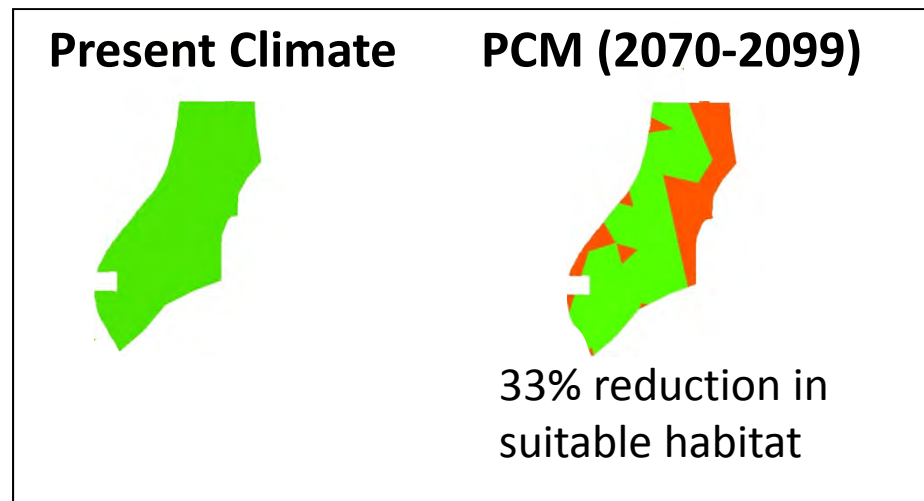 Present Climate
PCM (2070-2099)
33% reduction in
suitable habitat